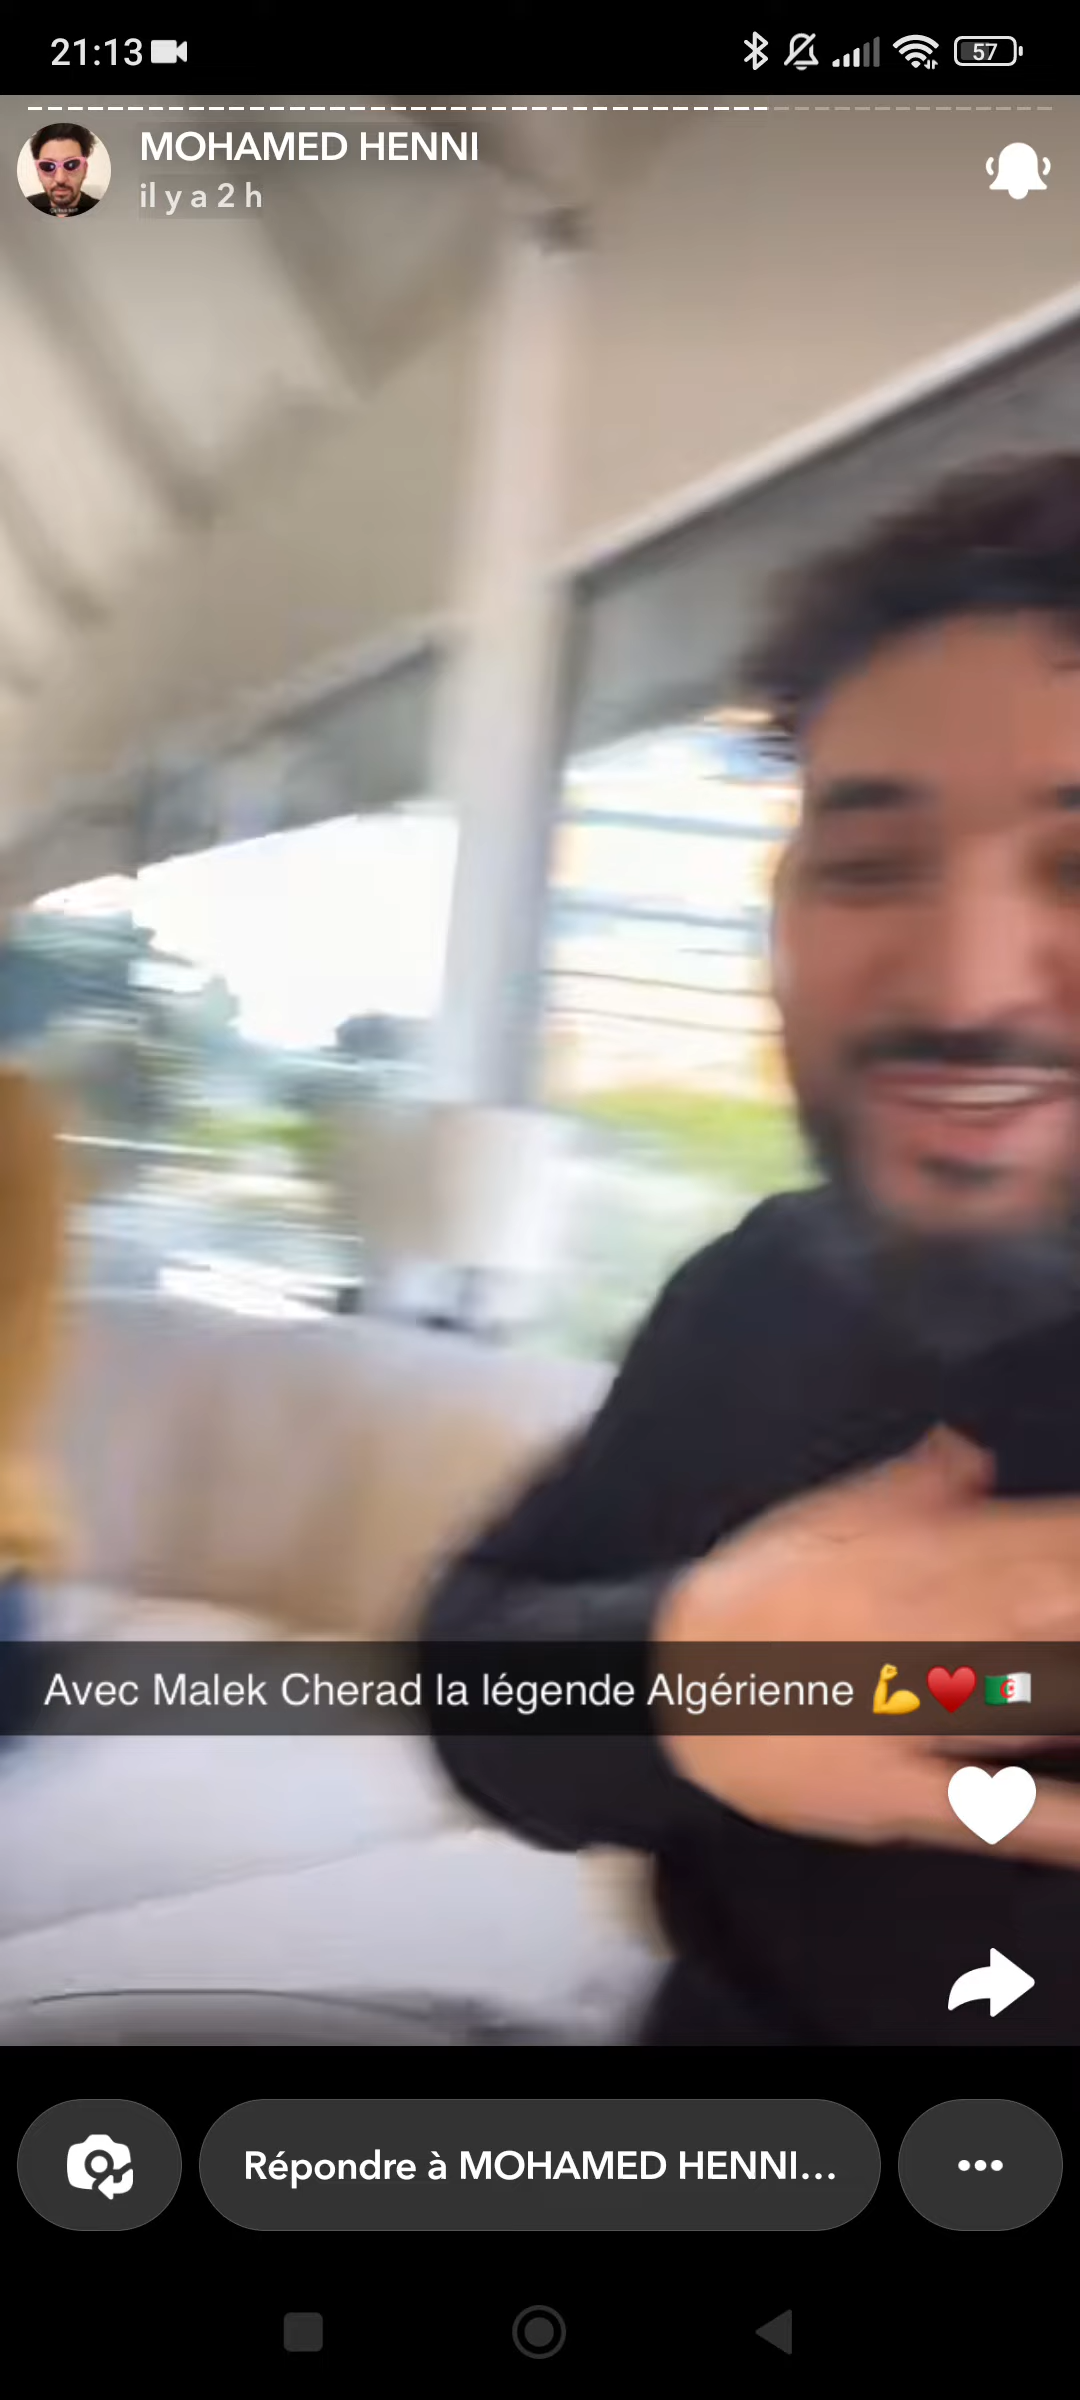 21:13
57
MOHAMED HENNI
il y a 2 h
Avec Malek Cherad la légende Algérienne 💪❤️🇩🇿
Répondre à MOHAMED HENNI...